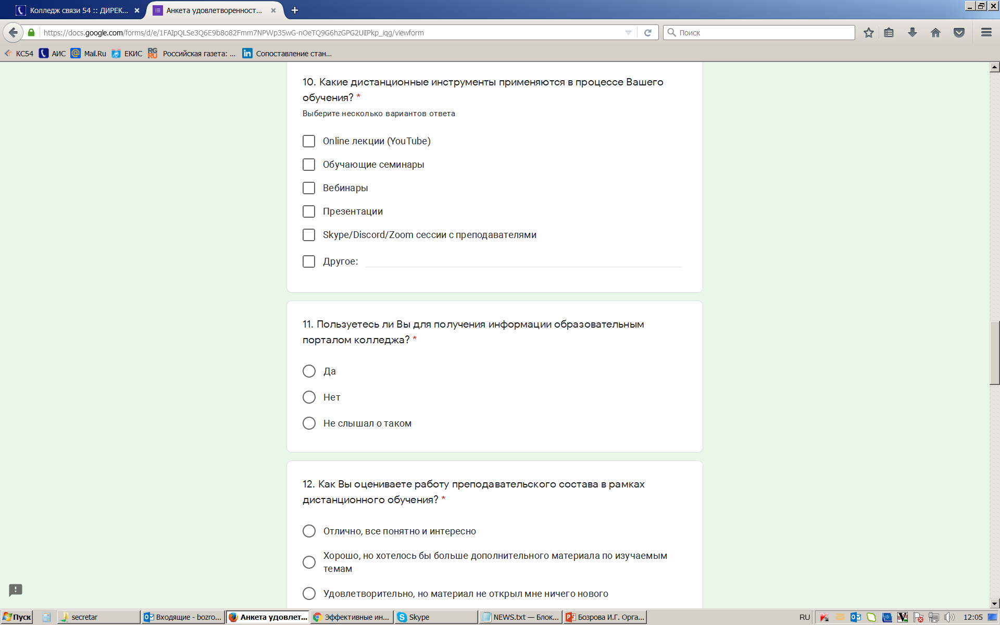 Колледж связи 54 :: ДИРЕК...
Анкета удовлетворенност...
https://docs.google.com/forms/d/e/1FAIpQLSe3Q6E9b8o82Fmm7NPWp35wG-nOeTQ9G6hzGPG2UiIPkp_iqg/viewform
Поиск
КС54
АИС
Mail.Ru
ЕКИС
Российская газета: ...
Сопоставление стан...
10. Какие дистанционные инструменты применяются в процессе Вашего
обучения? *
Выберите несколько вариантов ответа
Online лекции (YouTube)
Обучающие семинары
Вебинары
Презентации
Skype/Discord/Zoom сессии с преподавателями
Другое:
11. Пользуетесь ли Вы для получения информации образовательным
порталом колледжа? *
Да
Нет
Не слышал о таком
12. Как Вы оцениваете работу преподавательского состава в рамках
дистанционного обучения? *
Отлично, все понятно и интересно
Хорошо, но хотелось бы больше дополнительного материала по изучаемым
темам
Удовлетворительно, но материал не открыл мне ничего нового
Пуск
secretar
Входящие - bozro...
Анкета удовлет...
Эффективные ин...
Skype
NEWS.txt — Блок...
Бозрова И.Г. Орга...
RU
12:05